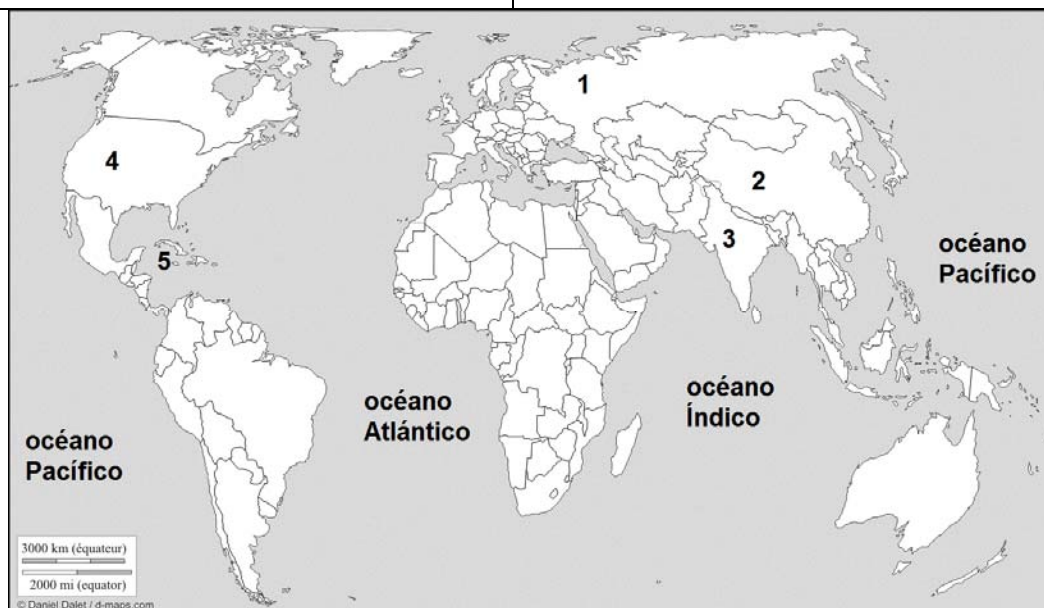 1
4
2
3
5
océano
Pacífico
océano
Atlántico
océano
Índico
océano
Pacífico
3000 km (équateur)
2000 mi (equator)
© Daniel Dalet / d-maps.com